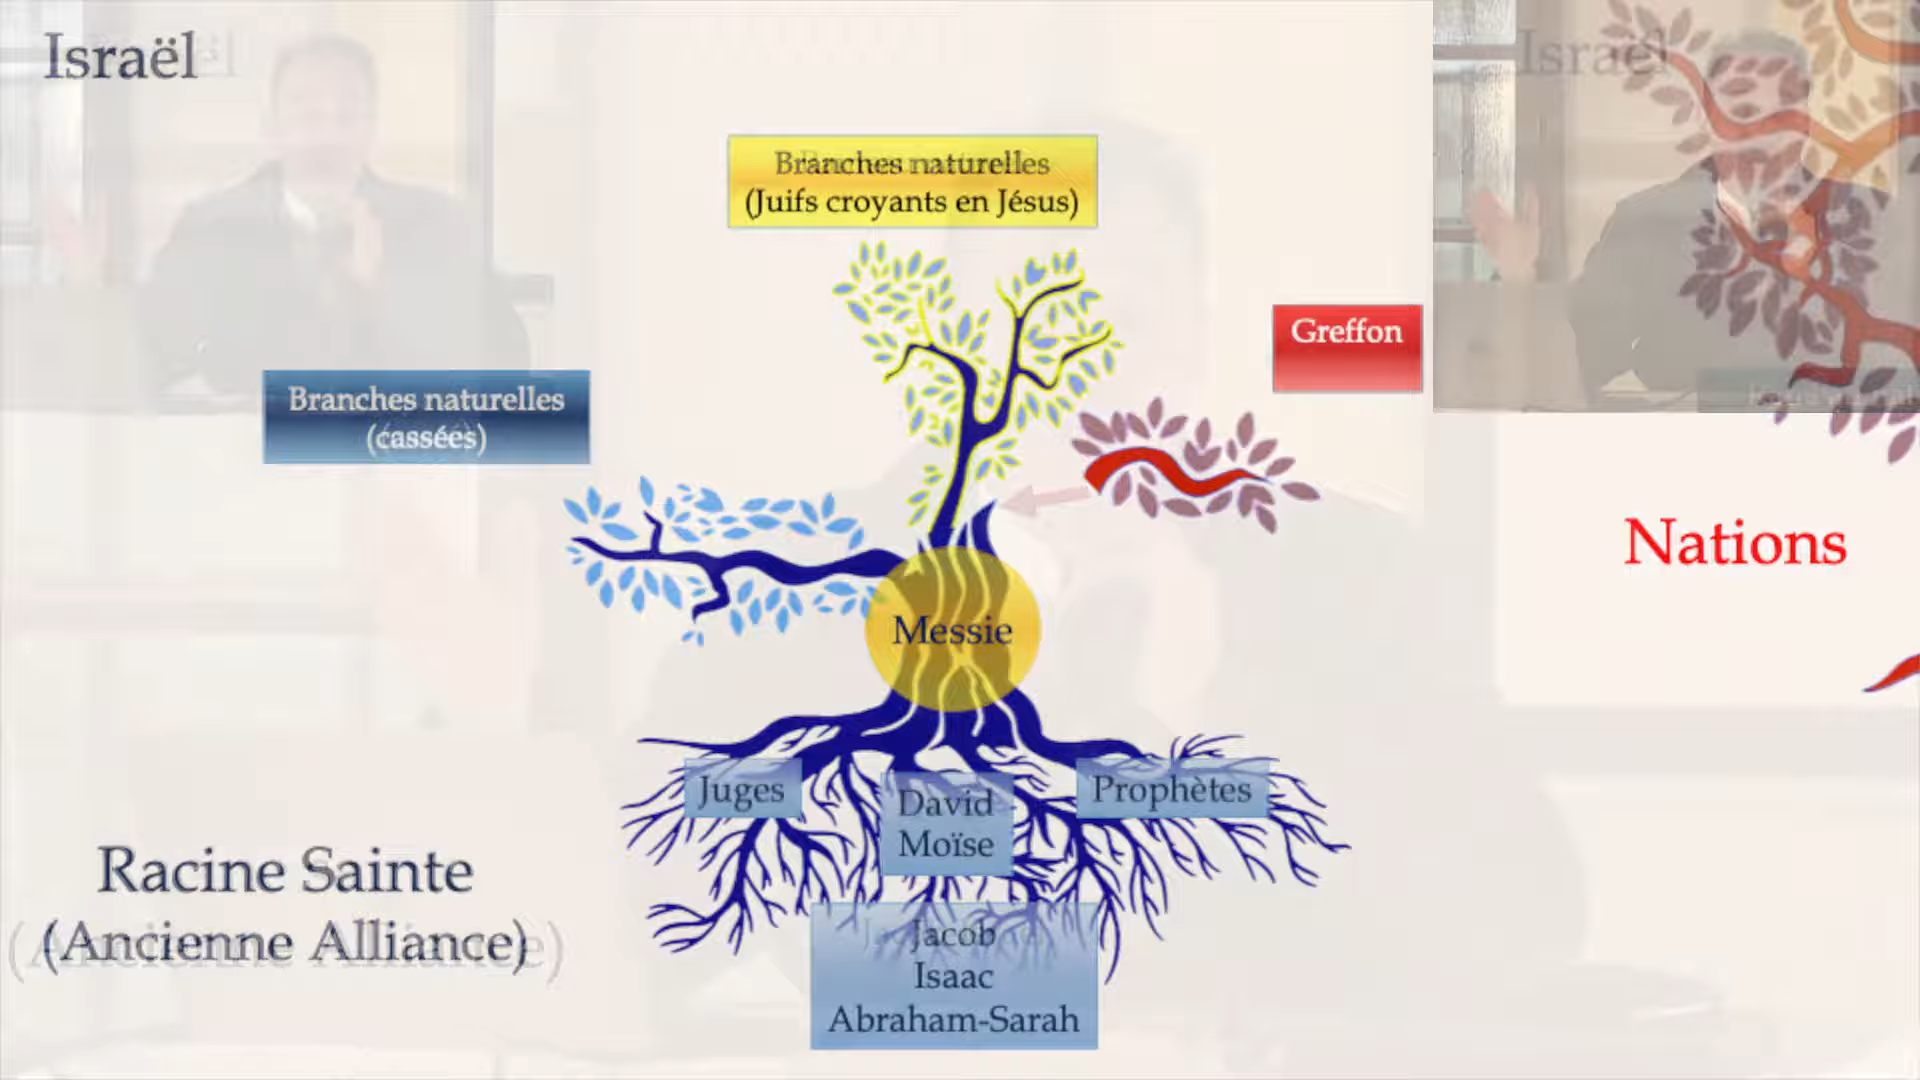 Israël
Israël
Branches naturelles
(Juifs croyants en Jésus)
Greffon
Branches naturelles
(cassées)
Nations
Messie
Juges
David
Moïse
Prophètes
Racine Sainte
(Ancienne Alliance)
Jacob
Isaac
Abraham-Sarah